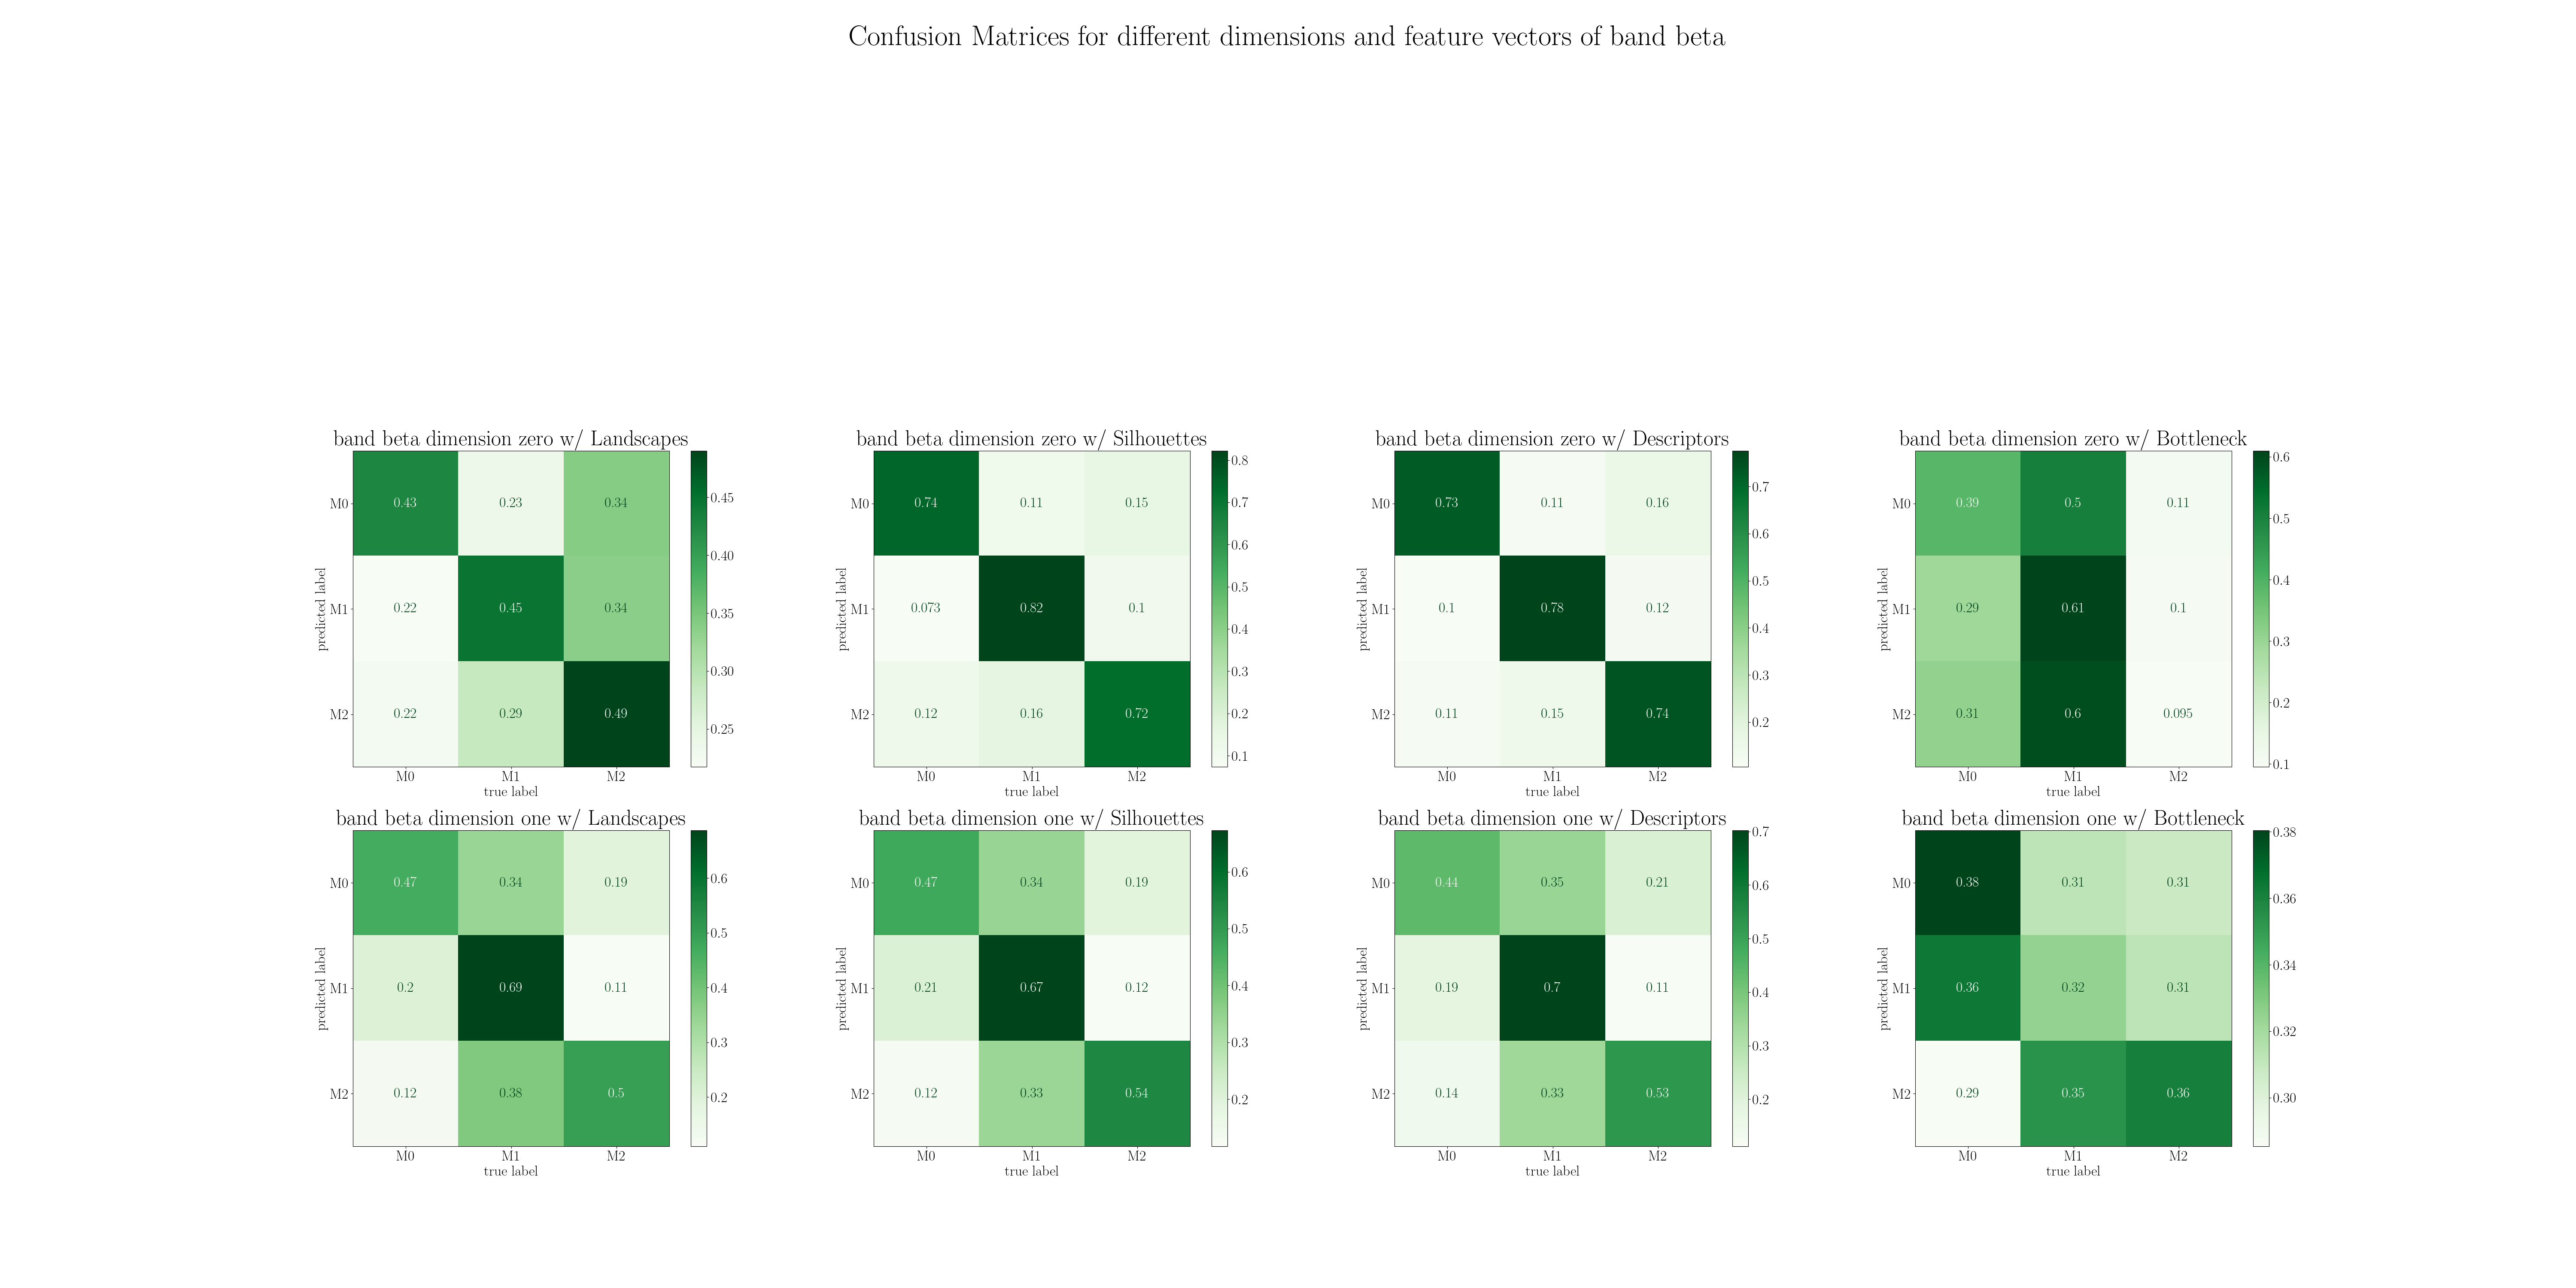 Confusion Matrices for different dimensions and feature vectors of band beta
band beta dimension zero w/ Landscapes
predicted label
M0 0.43 0.23 0.34
M1 0.22 0.45 0.34
M2 0.22 0.29 0.49
M0 M1 M2
true label
0.45
0.40
0.35
0.30
0.25
band beta dimension zero w/ Silhouettes
predicted label
M0 0.74 0.11 0.15
M1 0.073 0.82 0.1
M2 0.12 0.16 0.72
M0 M1 M2
true label
0.8
0.7
0.6
0.5
0.4
0.3
0.2
0.1
band beta dimension zero w/ Descriptors
predicted label
M0 0.73 0.11 0.16
M1 0.1 0.78 0.12
M2 0.11 0.15 0.74
M0 M1 M2
true label
0.7
0.6
0.5
0.4
0.3
0.2
band beta dimension zero w/ Bottleneck
predicted label
M0 0.39 0.5 0.11
M1 0.29 0.61 0.1
M2 0.31 0.6 0.095
M0 M1 M2
true label
0.6
0.5
0.4
0.3
0.2
0.1
band beta dimension one w/ Landscapes
predicted label
M0 0.47 0.34 0.19
M1 0.2 0.69 0.11
M2 0.12 0.38 0.5
M0 M1 M2
true label
0.6
0.5
0.4
0.3
0.2
band beta dimension one w/ Silhouettes
predicted label
M0 0.47 0.34 0.19
M1 0.21 0.67 0.12
M2 0.12 0.33 0.54
M0 M1 M2
true label
0.6
0.5
0.4
0.3
0.2
band beta dimension one w/ Descriptors
predicted label
M0 0.44 0.35 0.21
M1 0.19 0.7 0.11
M2 0.14 0.33 0.53
M0 M1 M2
true label
0.7
0.6
0.5
0.4
0.3
0.2
band beta dimension one w/ Bottleneck
predicted label
M0 0.38 0.31 0.31
M1 0.36 0.32 0.31
M2 0.29 0.35 0.36
M0 M1 M2
true label
0.38
0.36
0.34
0.32
0.30